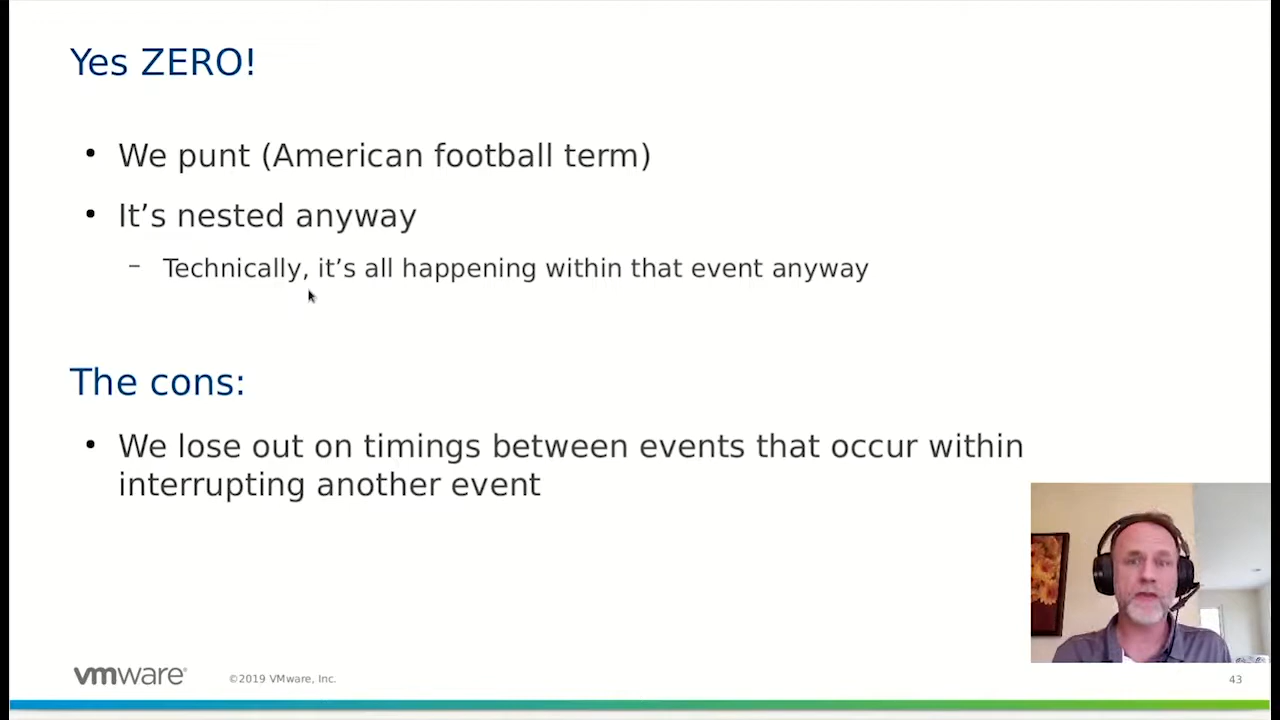 Yes ZERO!
• We punt (American football term)
• It’s nested anyway
– Technically, it’s all happening within that event anyway
The cons:
• We lose out on timings between events that occur within
interrupting another event
vmware®
©2019 VMware, Inc.
43